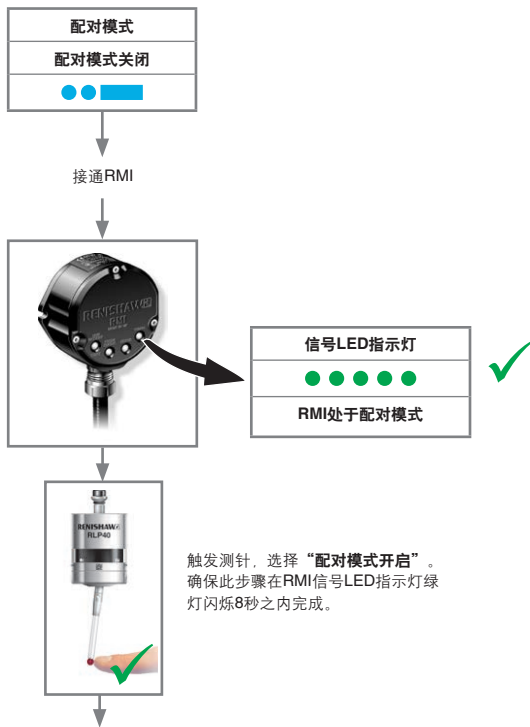 配对模式
配对模式关闭
接通RMI
RENISHAW
RMI
信号LED指示灯
RMI处于配对模式
RENISHAW
RLP40
触发测针，选择“配对模式开启”。
确保此步骤在RMI信号LED指示灯绿
灯闪烁8秒之内完成。